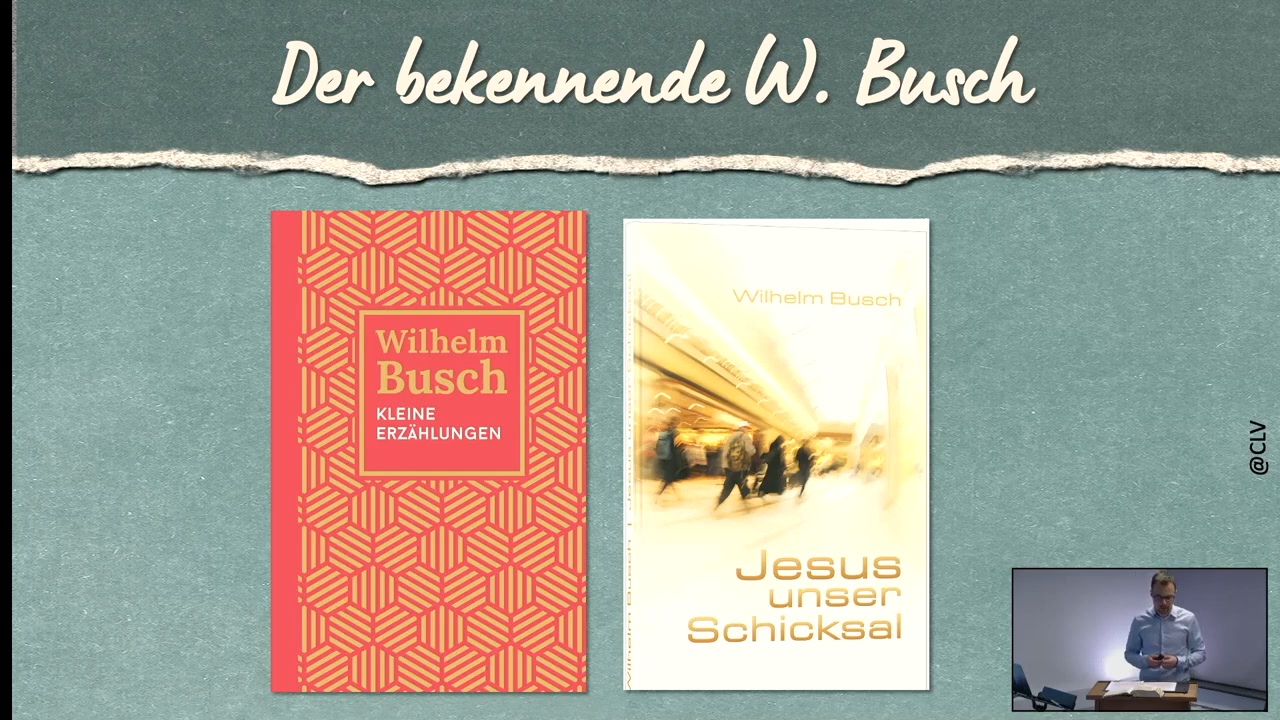 Der bekennende W. Busch
Wilhelm
Busch
KLEINE
ERZÄHLUNGEN
Wilhelm Busch
Jesus
unser
Schicksal
@CLV